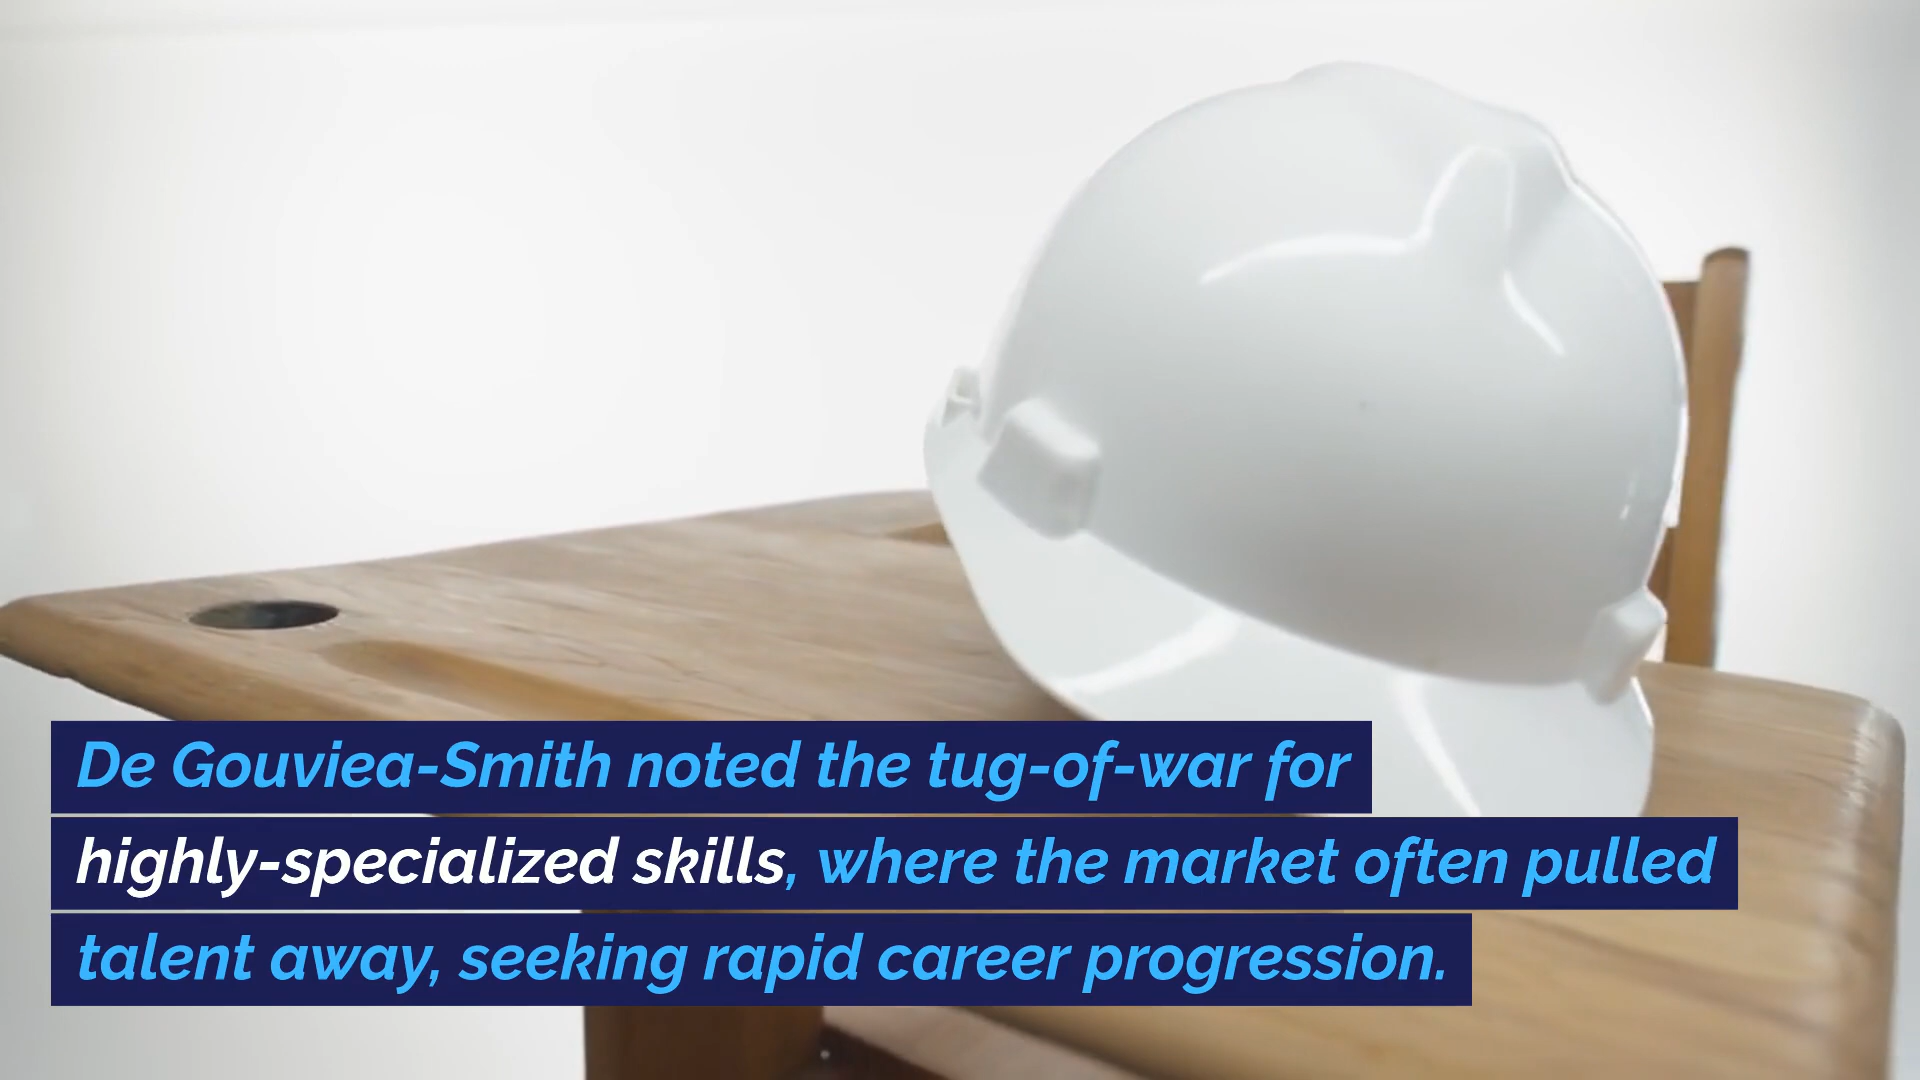 De Gouviea-Smith noted the tug-of-war for
highly-specialized skills, where the market often pulled
talent away, seeking rapid career progression.